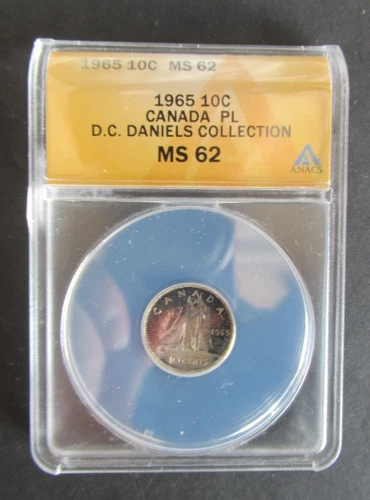 1965 10C MS 62
1965 10C
CANADA PL
D.C. DANIELS COLLECTION
MS 62
ANACS
CANADA
1965
10 CENTS